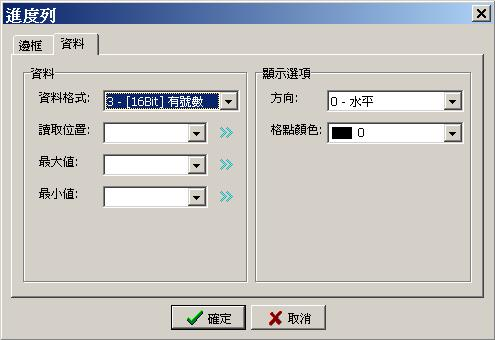 進度列
邊框 資料
資料
資料格式: 3 - [16Bit] 有號數
讀取位置:
最大值:
最小值:
顯示選項
方向: 0 - 水平
格點顏色: 0
確定 取消